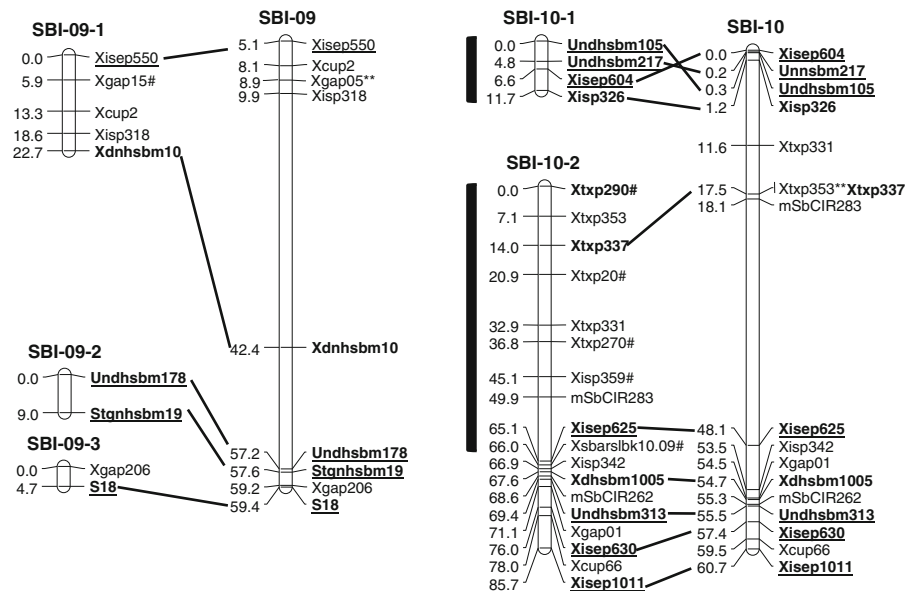 SBI-09-1
0.0 Xisep550
5.9 Xgap15#
13.3 Xcup2
18.6 Xisp318
22.7 Xdnhsbm10
SBI-09-2
0.0 Undhsbm178
9.0 Stgnhsbm19
SBI-09-3
0.0 Xgap206
4.7 S18
SBI-09
5.1 Xisep550
8.1 Xcup2
8.9 Xgap05**
9.9 Xisp318
42.4 Xdnhsbm10
57.2 Undhsbm178
57.6 Stgnhsbm19
59.2 Xgap206
59.4 S18
SBI-10-1
0.0 Undhsbm105
4.8 Undhsbm217
6.6 Xisep604
11.7 Xisp326
SBI-10-2
0.0 Xtxp290#
7.1 Xtxp353
14.0 Xtxp337
20.9 Xtxp20#
32.9 Xtxp331
36.8 Xtxp270#
45.1 Xisp359#
49.9 mSbCIR283
65.1 Xisep625
66.0 Xsbarslbk10.09#
66.9 Xisp342
67.6 Xdhsbm1005
68.6 mSbCIR262
69.4 Undhsbm313
71.1 Xgap01
76.0 Xisep630
78.0 Xcup66
85.7 Xisep1011
SBI-10
0.0 Xisep604
0.2 Unnsbm217
0.3 Undhsbm105
1.2 Xisp326
11.6 Xtxp331
17.5 Xtxp353**Xtxp337
18.1 mSbCIR283
48.1 Xisep625
53.5 Xisp342
54.5 Xgap01
54.7 Xdhsbm1005
55.3 mSbCIR262
55.5 Undhsbm313
57.4 Xisep630
59.5 Xcup66
60.7 Xisep1011